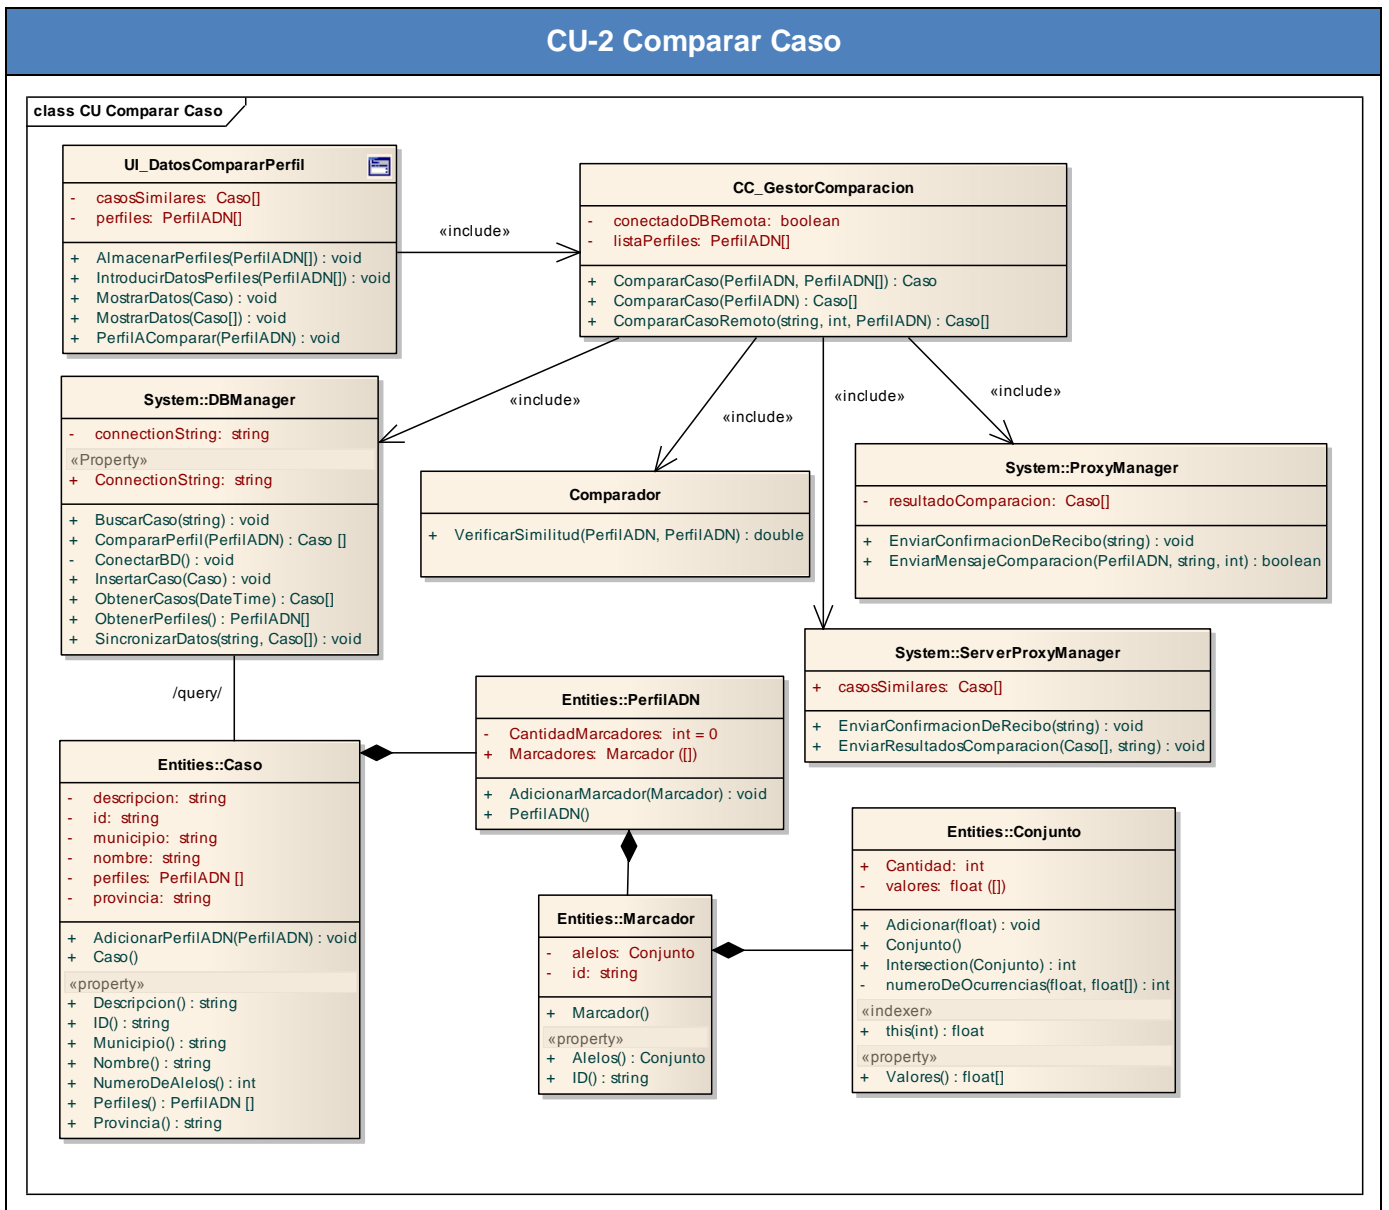 CU-2 Comparar Caso
class CU Comparar Caso
UI_DatosCompararPerfil
- casosSimilares: Caso[]
- perfiles: PerfilADN[]
+ AlmacenarPerfiles(PerfilADN[]) : void
+ IntroducirDatosPerfiles(PerfilADN[]) : void
+ MostrarDatos(Caso) : void
+ MostrarDatos(Caso[]) : void
+ PerfilAComparar(PerfilADN) : void
«include»
CC_GestorComparacion
- conectadoDBRemota: boolean
- listaPerfiles: PerfilADN[]
+ CompararCaso(PerfilADN, PerfilADN[]) : Caso
+ CompararCaso(PerfilADN) : Caso[]
+ CompararCasoRemoto(string, int, PerfilADN) : Caso[]
«include»
«include»
«include»
«include»
System::DBManager
- connectionString: string
«Property»
+ ConnectionString: string
+ BuscarCaso(string) : void
+ CompararPerfil(PerfilADN) : Caso []
- ConectarBD() : void
+ InsertarCaso(Caso) : void
+ ObtenerCasos(DateTime) : Caso[]
+ ObtenerPerfiles() : PerfilADN[]
+ SincronizarDatos(string, Caso[]) : void
Comparador
+ VerificarSimilitud(PerfilADN, PerfilADN) : double
System::ProxyManager
- resultadoComparacion: Caso[]
+ EnviarConfirmacionDeRecibo(string) : void
+ EnviarMensajeComparacion(PerfilADN, string, int) : boolean
System::ServerProxyManager
+ casosSimilares: Caso[]
+ EnviarConfirmacionDeRecibo(string) : void
+ EnviarResultadosComparacion(Caso[], string) : void
/query/
Entities::PerfilADN
- CantidadMarcadores: int = 0
+ Marcadores: Marcador ([])
+ AdicionarMarcador(Marcador) : void
+ PerfilADN()
Entities::Caso
- descripcion: string
- id: string
- municipio: string
- nombre: string
- perfiles: PerfilADN []
- provincia: string
+ AdicionarPerfilADN(PerfilADN) : void
+ Caso()
«property»
+ Descripcion() : string
+ ID() : string
+ Municipio() : string
+ Nombre() : string
+ NumeroDeAlelos() : int
+ Perfiles() : PerfilADN []
+ Provincia() : string
Entities::Marcador
- alelos: Conjunto
- id: string
+ Marcador()
«property»
+ Alelos() : Conjunto
+ ID() : string
Entities::Conjunto
+ Cantidad: int
- valores: float ([])
+ Adicionar(float) : void
+ Conjunto()
+ Intersection(Conjunto) : int
- numeroDeOcurrencias(float, float[]) : int
«indexer»
+ this(int) : float
«property»
+ Valores() : float[]